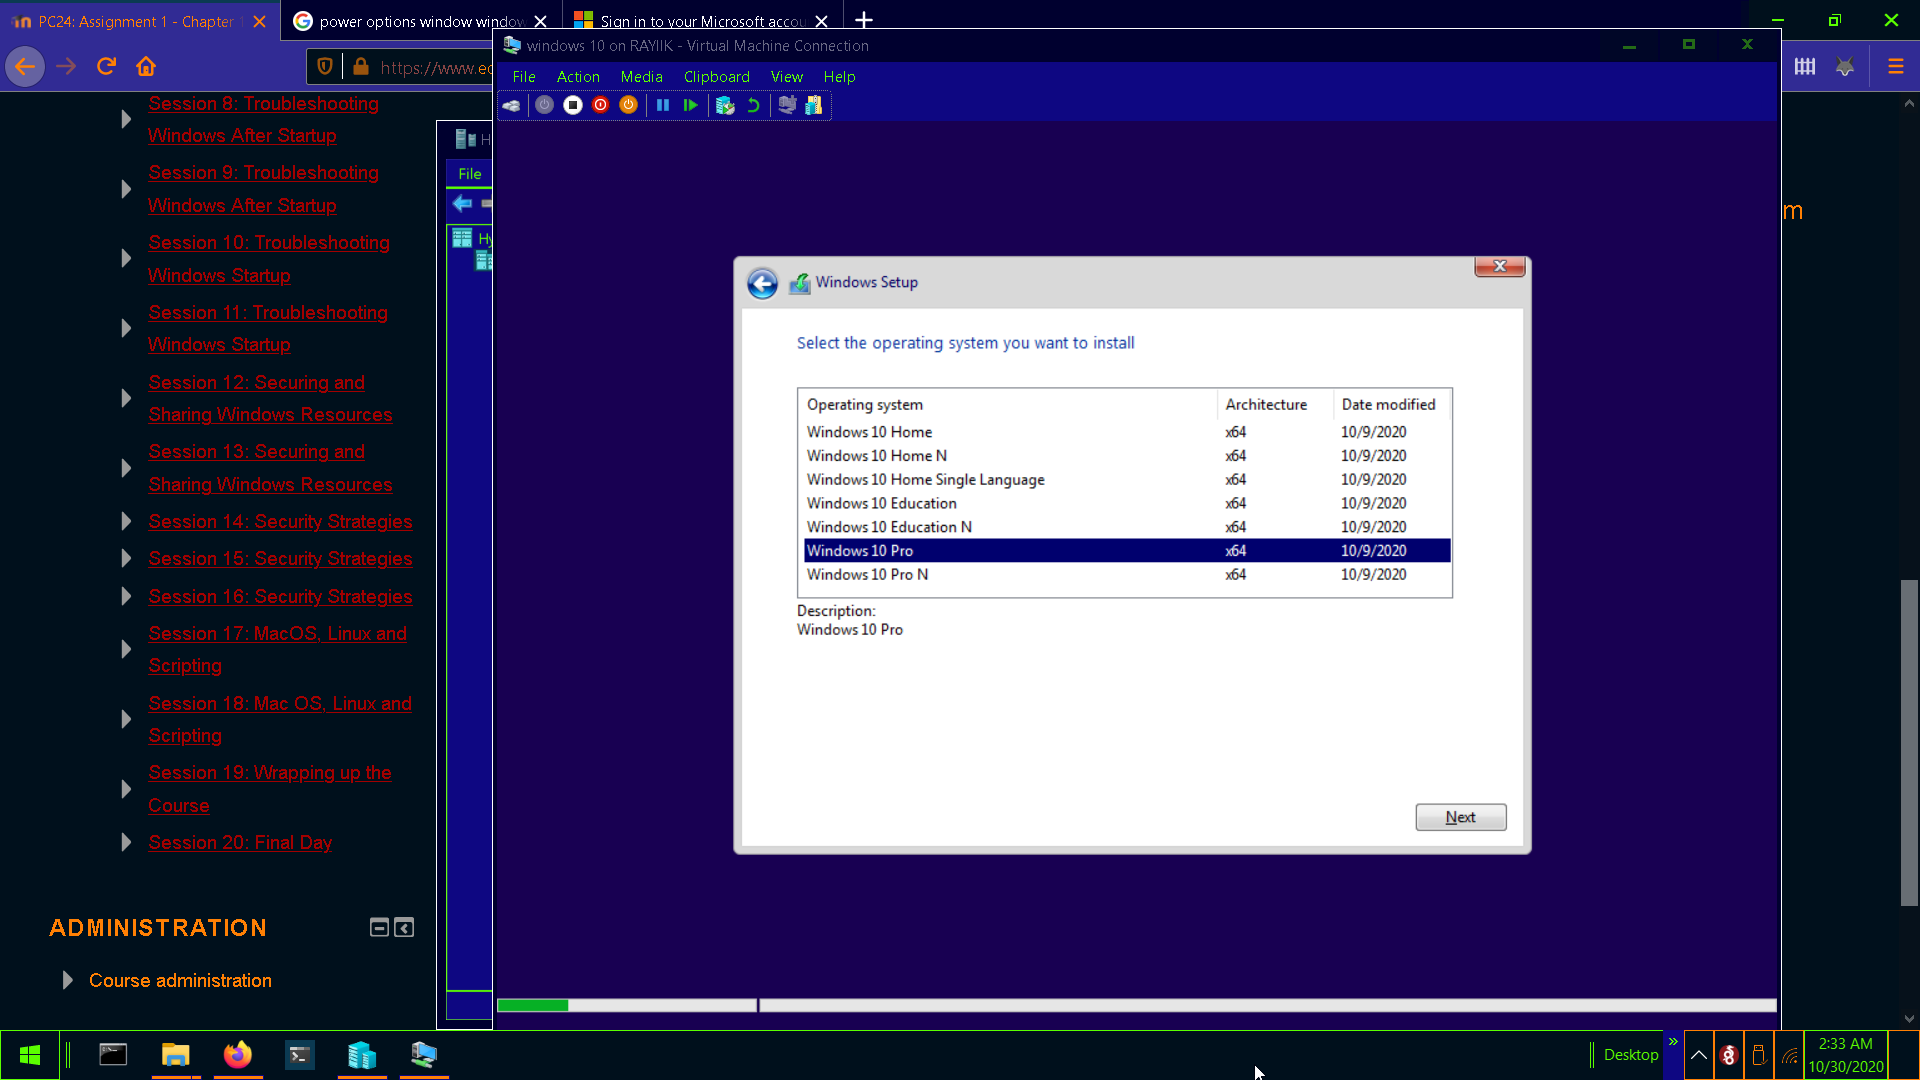 PC24: Assignment 1 - Chapter 1
power options window window
Sign in to your Microsoft accou
https://www.ec
windows 10 on RAYIIK - Virtual Machine Connection
File Action Media Clipboard View Help
H
File
Hy
m
Session 8: Troubleshooting
Windows After Startup
Session 9: Troubleshooting
Windows After Startup
Session 10: Troubleshooting
Windows Startup
Session 11: Troubleshooting
Windows Startup
Session 12: Securing and
Sharing Windows Resources
Session 13: Securing and
Sharing Windows Resources
Session 14: Security Strategies
Session 15: Security Strategies
Session 16: Security Strategies
Session 17: MacOS, Linux and
Scripting
Session 18: Mac OS, Linux and
Scripting
Session 19: Wrapping up the
Course
Session 20: Final Day
ADMINISTRATION
Course administration
Windows Setup
Select the operating system you want to install
Operating system Architecture Date modified
Windows 10 Home x64 10/9/2020
Windows 10 Home N x64 10/9/2020
Windows 10 Home Single Language x64 10/9/2020
Windows 10 Education x64 10/9/2020
Windows 10 Education N x64 10/9/2020
Windows 10 Pro x64 10/9/2020
Windows 10 Pro N x64 10/9/2020
Description:
Windows 10 Pro
Next
Desktop
2:33 AM
10/30/2020